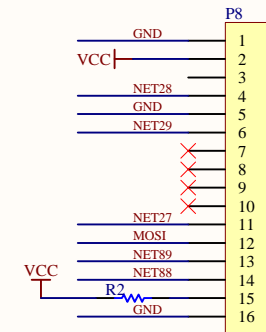 P8
GND 1
VCC 2
3
NET28 4
GND 5
NET29 6
7
8
9
10
NET27 11
MOSI 12
NET89 13
VCC
NET88 14
R2 15
GND 16